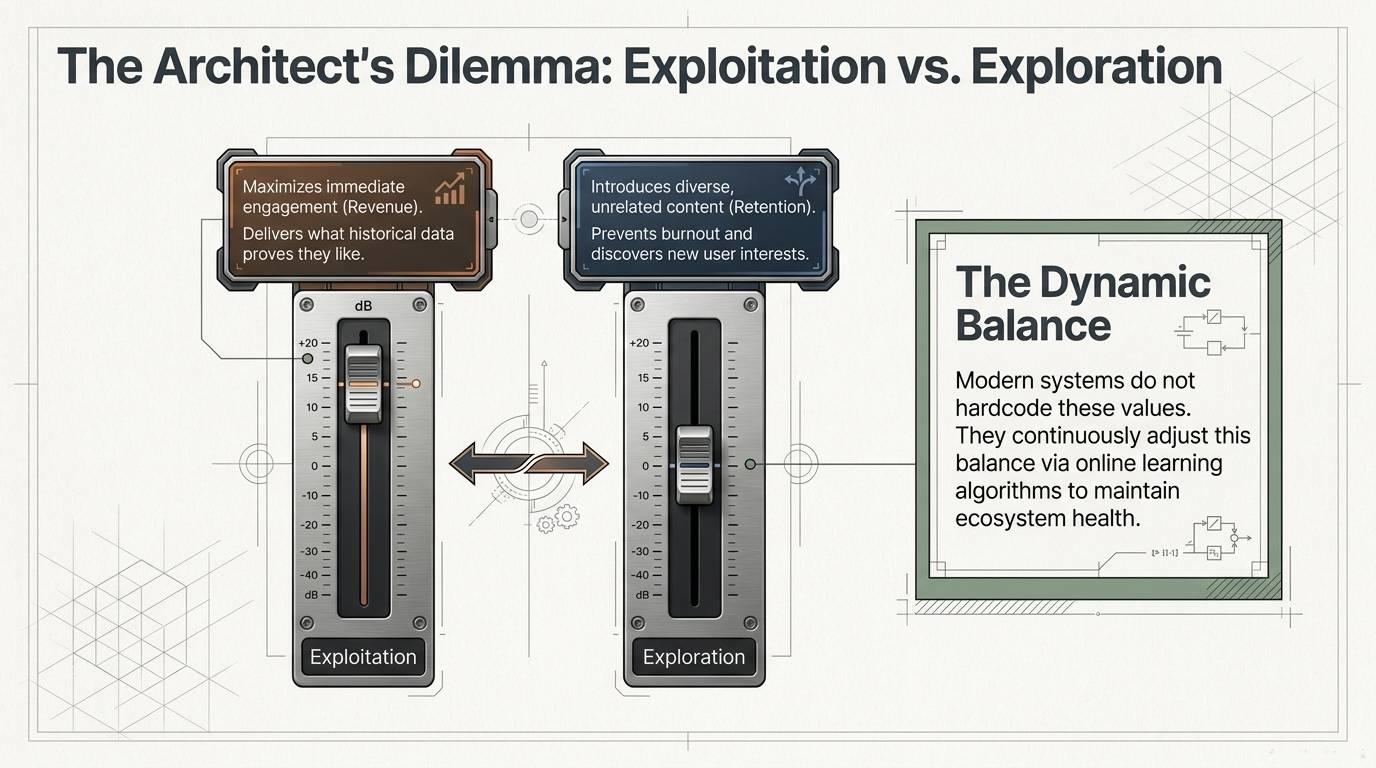 The Architect's Dilemma: Exploitation vs. Exploration
Maximizes immediate
engagement (Revenue).
Delivers what historical data
proves they like.
Introduces diverse,
unrelated content (Retention).
Prevents burnout and
discovers new user interests.
dB
+20
15
10
5
0
-10
-20
-30
-40
dB
Exploitation
+20
15
10
5
0
-10
-20
-30
-40
dB
Exploration
The Dynamic
Balance
Modern systems do not
hardcode these values.
They continuously adjust this
balance via online learning
algorithms to maintain
ecosystem health.